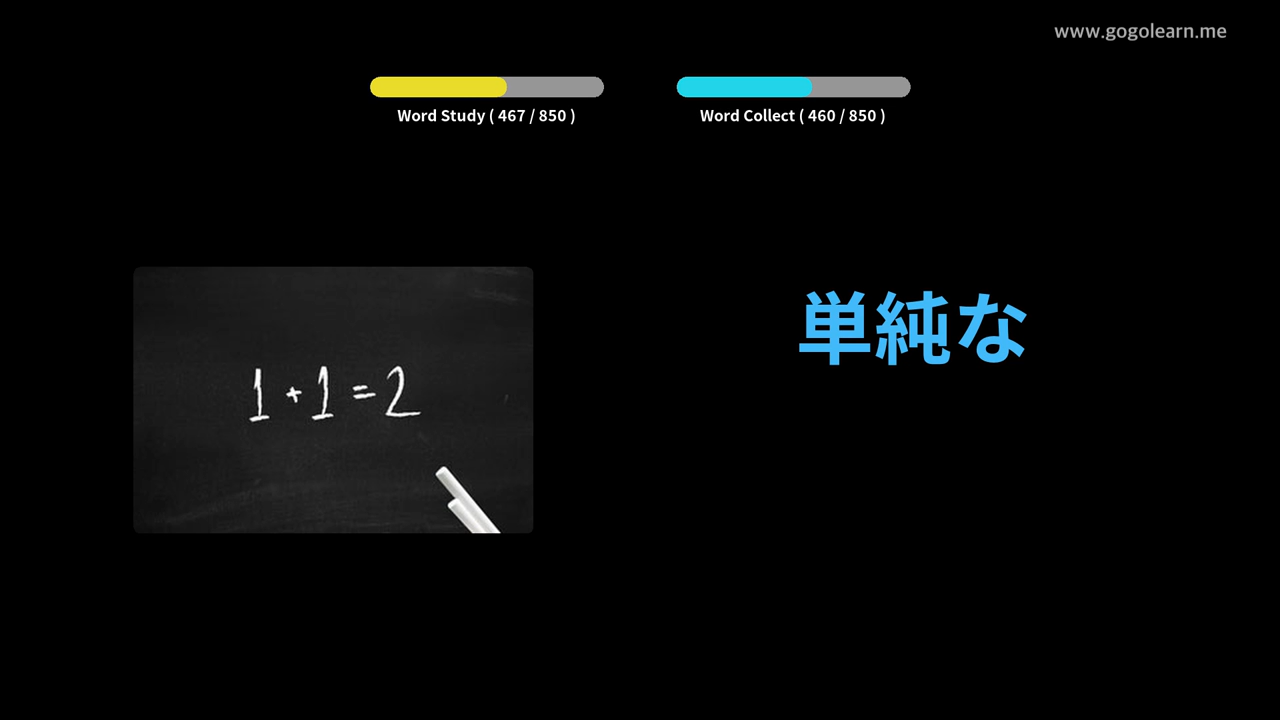 www.gogolearn.me
Word Study ( 467 / 850 )
Word Collect ( 460 / 850 )
1 + 1 = 2
単純な